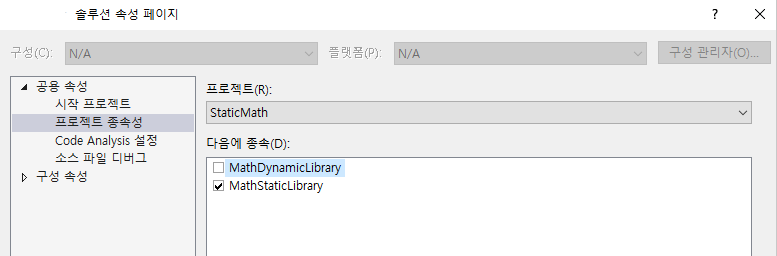 솔루션 속성 페이지
? ×
구성(C): N/A 플랫폼(P): N/A 구성 관리자(O)...
공용 속성
시작 프로젝트
프로젝트 종속성
Code Analysis 설정
소스 파일 디버그
구성 속성
프로젝트(R):
StaticMath
다음에 종속(D):
MathDynamicLibrary
MathStaticLibrary